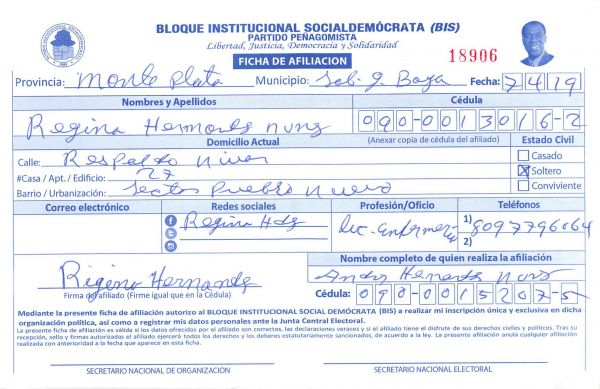 BLOQUE INSTITUCIONAL SOCIALDEMÓCRATA (BIS)
PARTIDO PEÑAGOMISTA
Libertad, Justicia, Democracia y Solidaridad
FICHA DE AFILIACION
18906
Provincia: Monte Plata Municipio: Sab. g. Boya Fecha: 7 4 19
Nombres y Apellidos Cédula
Regina Hernandez nunz 090-0013016-2
Domicilio Actual (Anexar copia de cédula del afiliado) Estado Civil
Calle: Respaldo Casado
#Casa / Apt. / Edificio: 27 Soltero
Barrio / Urbanización: Sector Pueblo nuevo Conviviente
Correo electrónico Redes sociales Profesión/Oficio Teléfonos
Regina Hdz Lic. Enfermer 1) 8097796064
2)
Nombre completo de quien realiza la afiliación
Rigina Hernandz Andy
Firma del afiliado (Firme igual que en la Cédula) Cédula: 090-0015207-5
Mediante la presente ficha de afiliación autorizo al BLOQUE INSTITUCIONAL SOCIAL DEMÓCRATA (BIS) a realizar mi inscripción única y exclusiva en dicha
organización política, así como a registrar mis datos personales ante la Junta Central Electoral.
La presente ficha de afiliación es válida si los datos ofrecidos por el afiliado son correctos, las declaraciones veraces y si el afiliado tiene el disfrute de sus derechos civiles y políticos. Tras su
recepción, sello y firmas autorizadas el afiliado ejercerá todos los derechos y los deberes estatutariamente sancionados, de acuerdo a la ley. La presente afiliación anula cualquier afiliación
realizada con anterioridad a la fecha que aparece en esta ficha.
SECRETARIO NACIONAL DE ORGANIZACIÓN SECRETARIO NACIONAL ELECTORAL